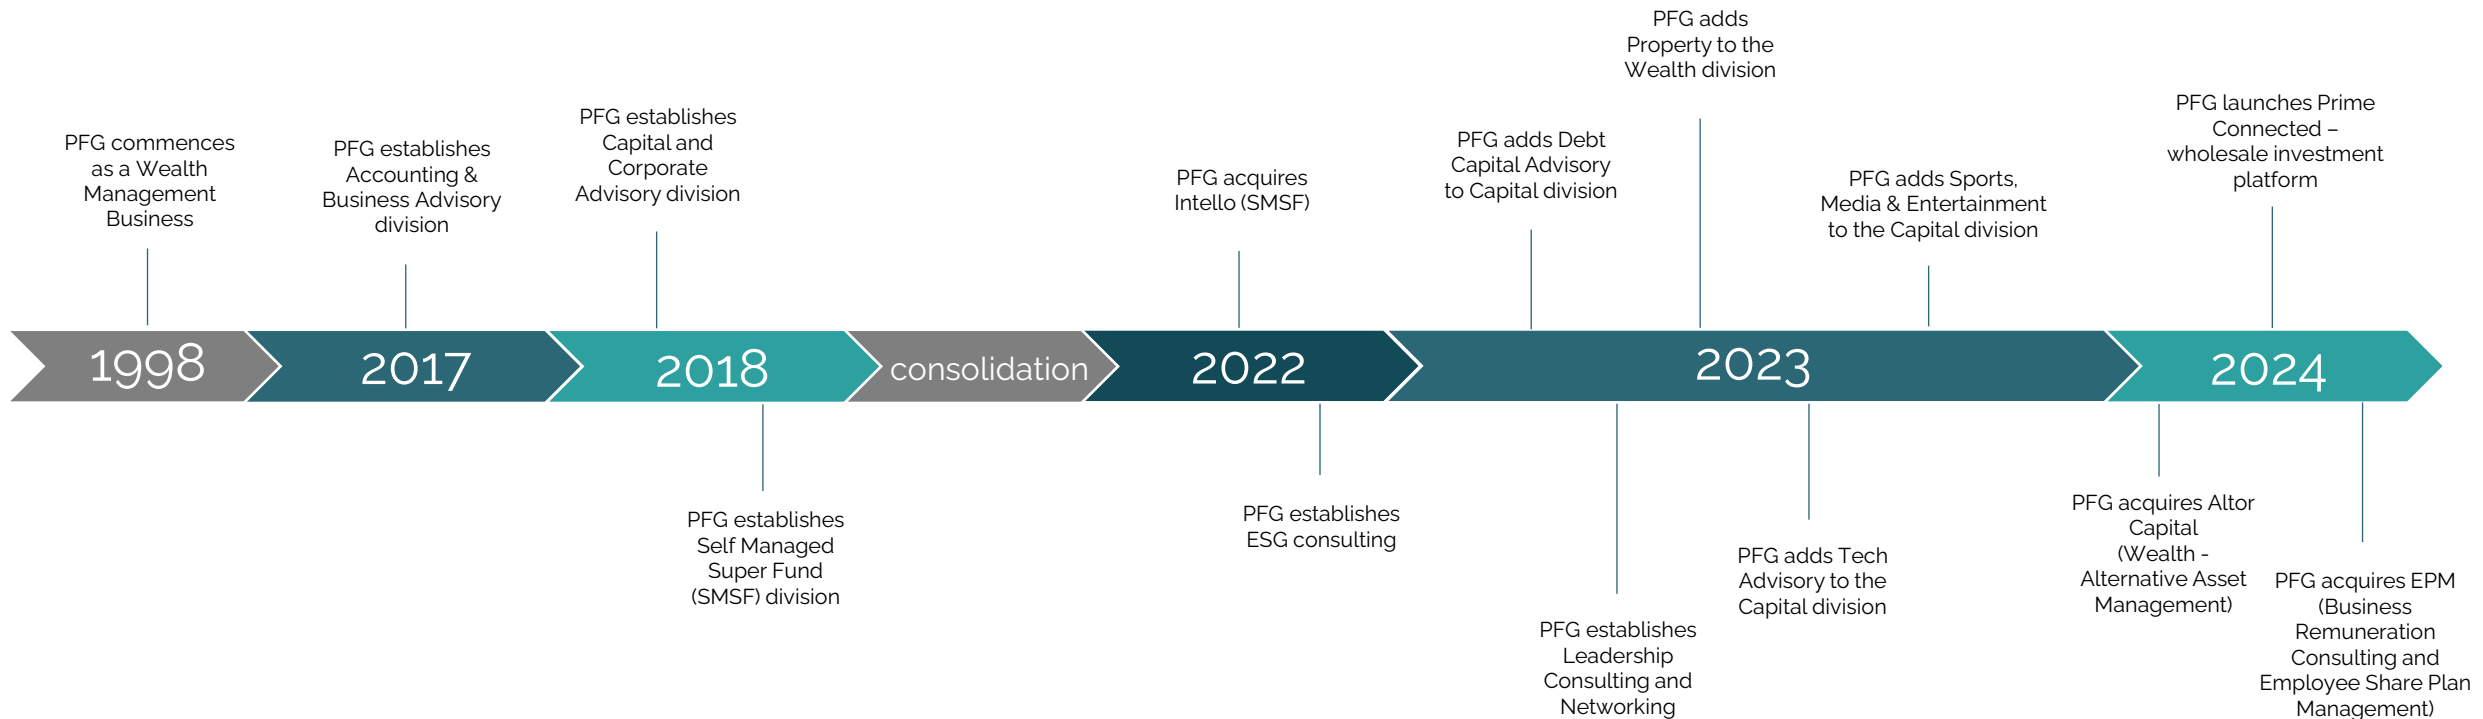 PFG commences
as a Wealth
Management
Business
PFG establishes
Accounting &
Business Advisory
division
PFG establishes
Capital and
Corporate
Advisory division
PFG acquires
Intello (SMSF)
PFG adds Debt
Capital Advisory
to Capital division
PFG adds
Property to the
Wealth division
PFG adds Sports,
Media & Entertainment
to the Capital division
PFG launches Prime
Connected –
wholesale investment
platform
1998
2017
2018
consolidation
2022
2023
2024
PFG establishes
Self Managed
Super Fund
(SMSF) division
PFG establishes
ESG consulting
PFG establishes
Leadership
Consulting and
Networking
PFG adds Tech
Advisory to the
Capital division
PFG acquires Altor
Capital
(Wealth -
Alternative Asset
Management)
PFG acquires EPM
(Business
Remuneration
Consulting and
Employee Share Plan
Management)